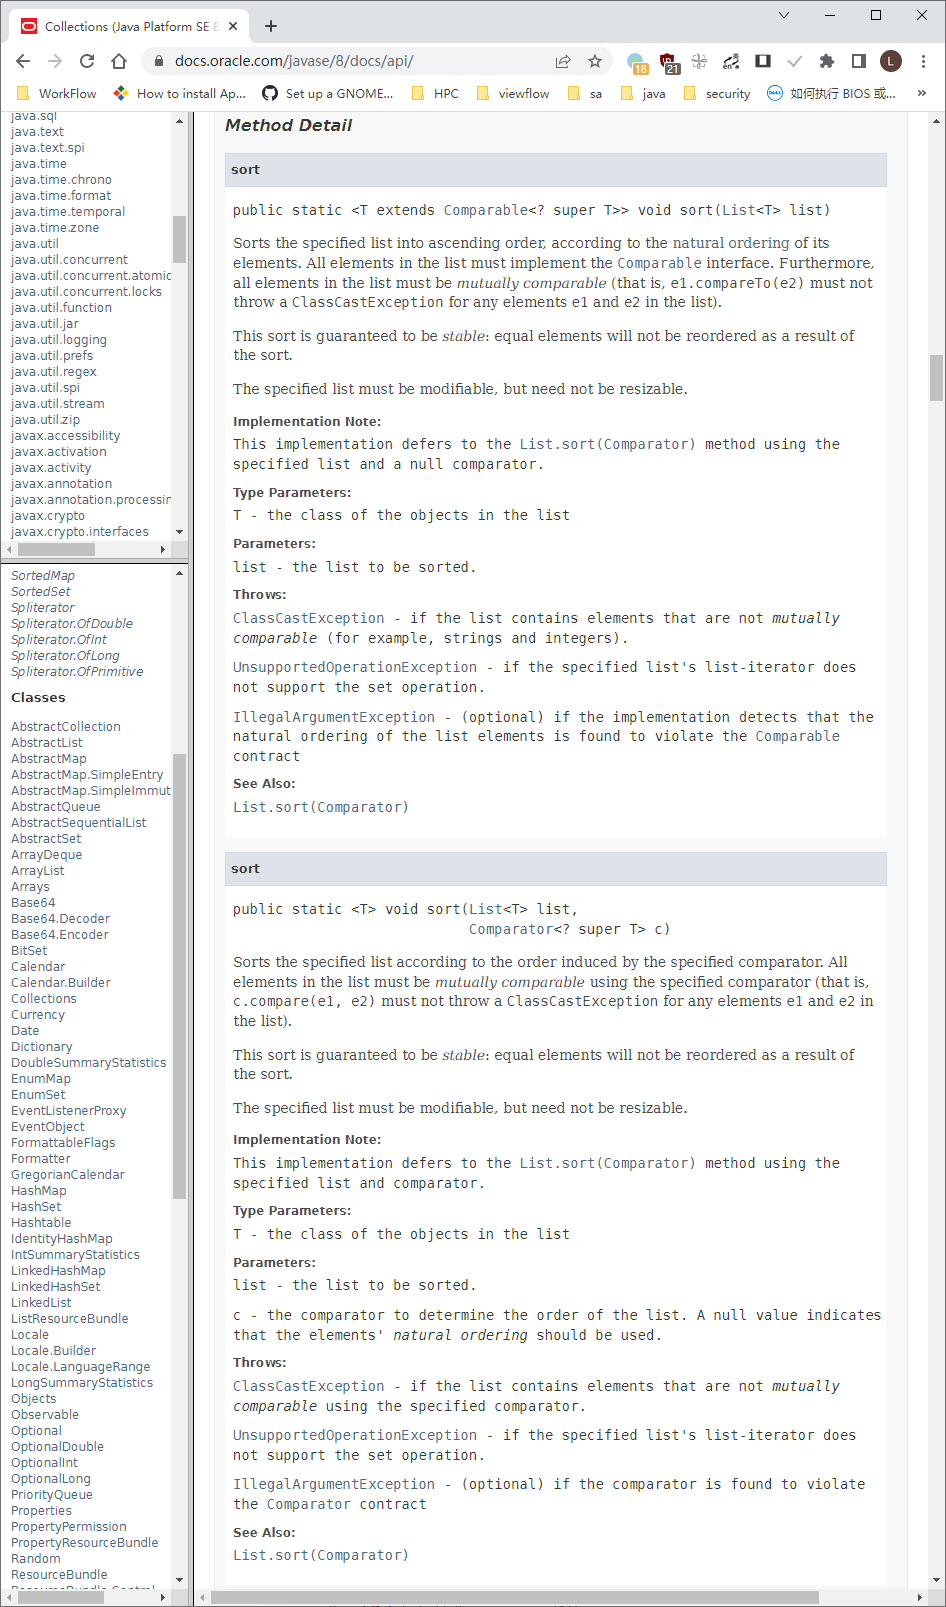 Collections (Java Platform SE 8
docs.oracle.com/javase/8/docs/api/
18
21
en
L
WorkFlow
How to install Ap...
Set up a GNOME...
HPC
viewflow
sa
java
security
如何执行 BIOS 或...
»
java.sql
java.text
java.text.spi
java.time
java.time.chrono
java.time.format
java.time.temporal
java.time.zone
java.util
java.util.concurrent
java.util.concurrent.atomic
java.util.concurrent.locks
java.util.function
java.util.jar
java.util.logging
java.util.prefs
java.util.regex
java.util.spi
java.util.stream
java.util.zip
javax.accessibility
javax.activation
javax.activity
javax.annotation
javax.annotation.processin
javax.crypto
javax.crypto.interfaces
SortedMap
SortedSet
Spliterator
Spliterator.OfDouble
Spliterator.OfInt
Spliterator.OfLong
Spliterator.OfPrimitive
Classes
AbstractCollection
AbstractList
AbstractMap
AbstractMap.SimpleEntry
AbstractMap.SimpleImmut
AbstractQueue
AbstractSequentialList
AbstractSet
ArrayDeque
ArrayList
Arrays
Base64
Base64.Decoder
Base64.Encoder
BitSet
Calendar
Calendar.Builder
Collections
Currency
Date
Dictionary
DoubleSummaryStatistics
EnumMap
EnumSet
EventListenerProxy
EventObject
FormattableFlags
Formatter
GregorianCalendar
HashMap
HashSet
Hashtable
IdentityHashMap
IntSummaryStatistics
LinkedHashMap
LinkedHashSet
LinkedList
ListResourceBundle
Locale
Locale.Builder
Locale.LanguageRange
LongSummaryStatistics
Objects
Observable
Optional
OptionalDouble
OptionalInt
OptionalLong
PriorityQueue
Properties
PropertyPermission
PropertyResourceBundle
Random
ResourceBundle
ResourceBundle.Control
Method Detail
sort
public static <T extends Comparable<? super T>> void sort(List<T> list)
Sorts the specified list into ascending order, according to the natural ordering of its
elements. All elements in the list must implement the Comparable interface. Furthermore,
all elements in the list must be mutually comparable (that is, e1.compareTo(e2) must not
throw a ClassCastException for any elements e1 and e2 in the list).
This sort is guaranteed to be stable: equal elements will not be reordered as a result of
the sort.
The specified list must be modifiable, but need not be resizable.
Implementation Note:
This implementation defers to the List.sort(Comparator) method using the
specified list and a null comparator.
Type Parameters:
T - the class of the objects in the list
Parameters:
list - the list to be sorted.
Throws:
ClassCastException - if the list contains elements that are not mutually
comparable (for example, strings and integers).
UnsupportedOperationException - if the specified list's list-iterator does
not support the set operation.
IllegalArgumentException - (optional) if the implementation detects that the
natural ordering of the list elements is found to violate the Comparable
contract
See Also:
List.sort(Comparator)
sort
public static <T> void sort(List<T> list,
Comparator<? super T> c)
Sorts the specified list according to the order induced by the specified comparator. All
elements in the list must be mutually comparable using the specified comparator (that is,
c.compare(e1, e2) must not throw a ClassCastException for any elements e1 and e2 in
the list).
This sort is guaranteed to be stable: equal elements will not be reordered as a result of
the sort.
The specified list must be modifiable, but need not be resizable.
Implementation Note:
This implementation defers to the List.sort(Comparator) method using the
specified list and comparator.
Type Parameters:
T - the class of the objects in the list
Parameters:
list - the list to be sorted.
c - the comparator to determine the order of the list. A null value indicates
that the elements' natural ordering should be used.
Throws:
ClassCastException - if the list contains elements that are not mutually
comparable using the specified comparator.
UnsupportedOperationException - if the specified list's list-iterator does
not support the set operation.
IllegalArgumentException - (optional) if the comparator is found to violate
the Comparator contract
See Also:
List.sort(Comparator)